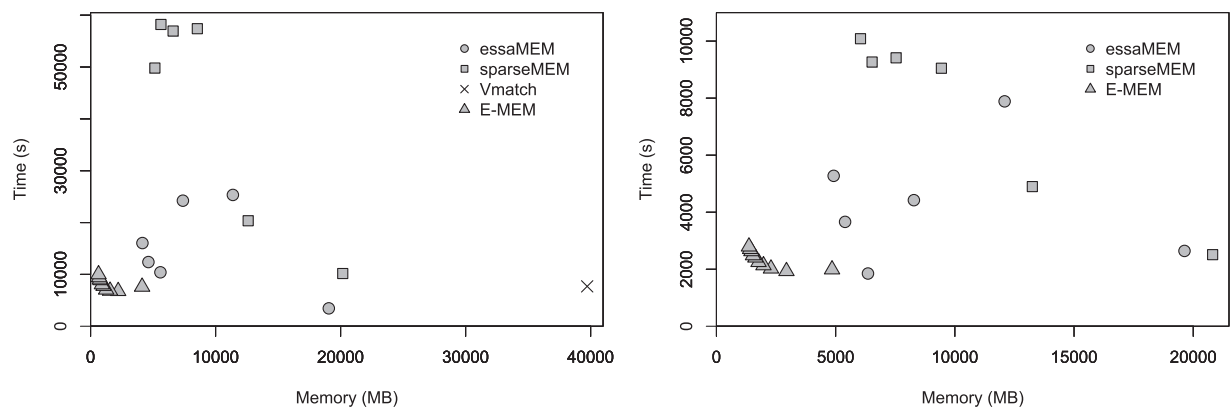 Time (s)
50000
30000
10000
0
essaMEM
sparseMEM
Vmatch
E-MEM
0 10000 20000 30000 40000
Memory (MB)
Time (s)
10000
8000
6000
4000
2000
0
essaMEM
sparseMEM
E-MEM
0 5000 10000 15000 20000
Memory (MB)